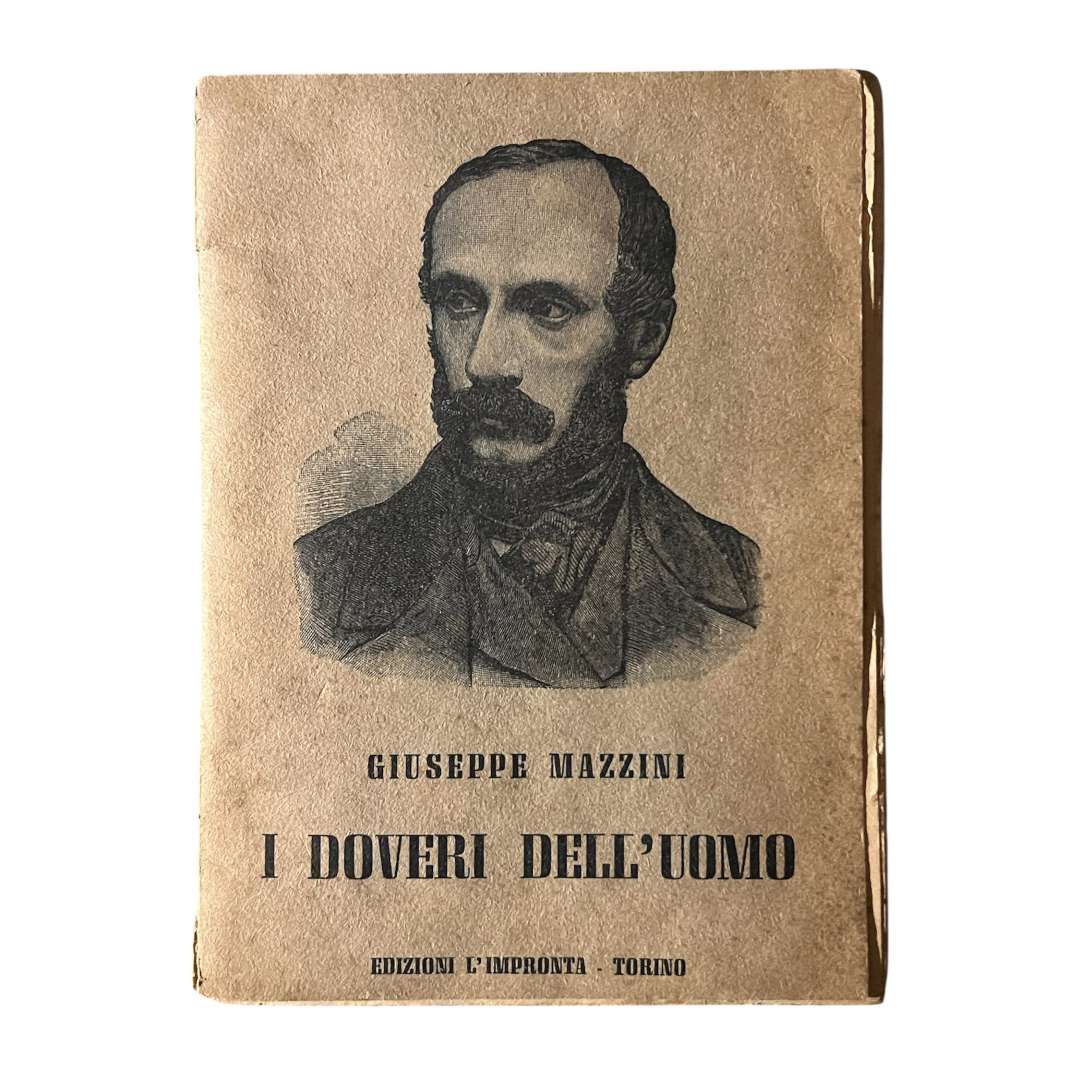 GIUSEPPE MAZZINI
I DOVERI DELL'UOMO
EDIZIONI L'IMPRONTA - TORINO